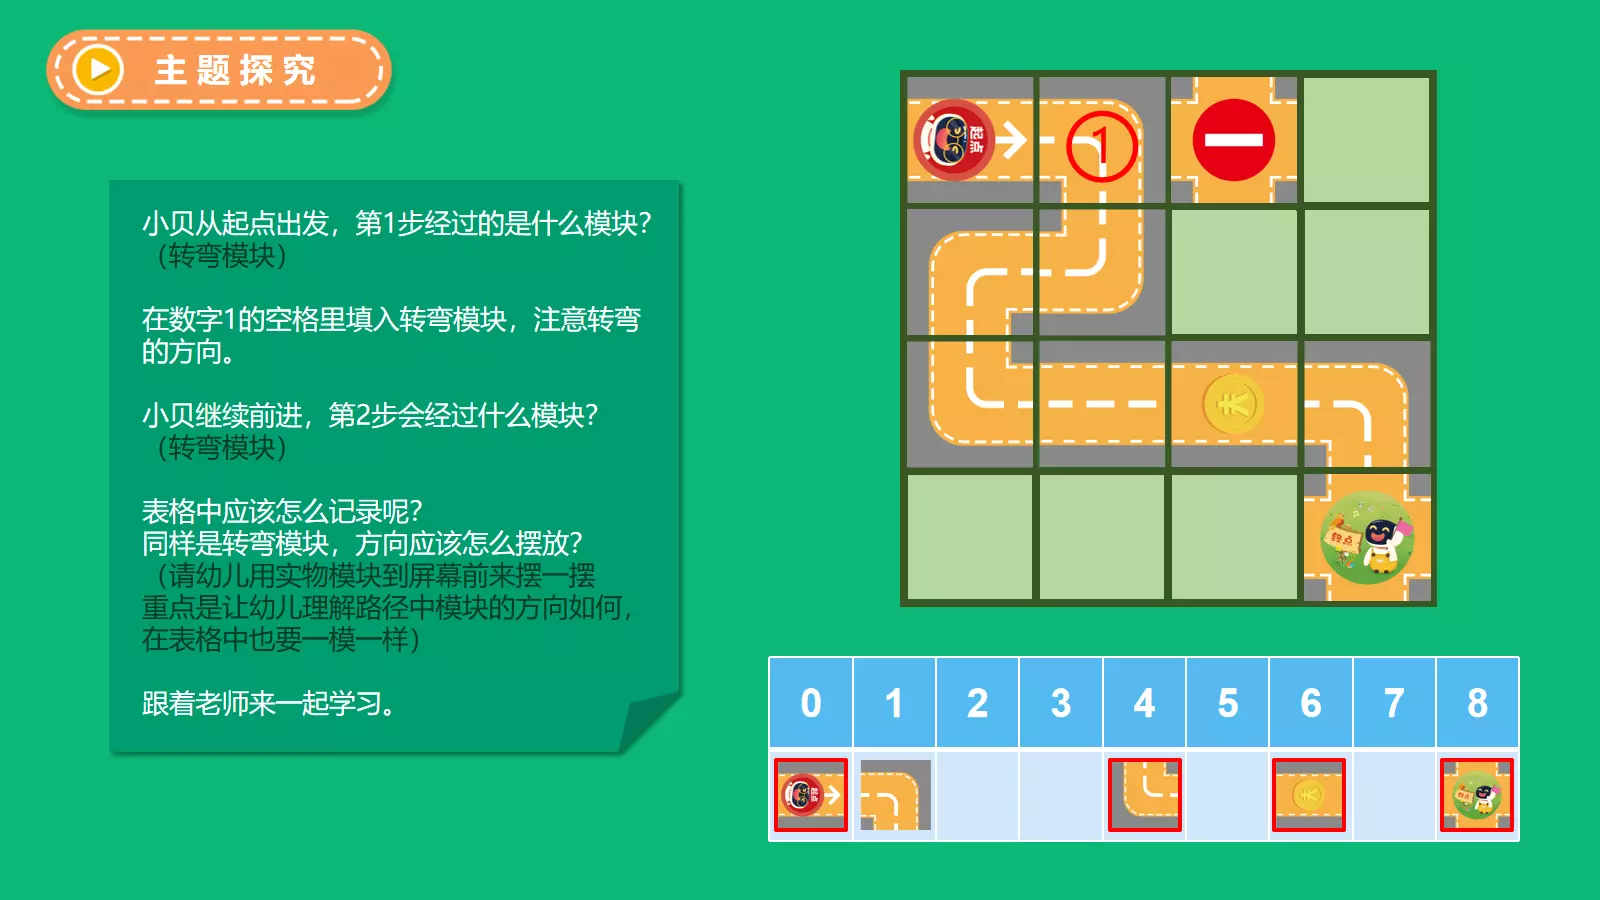 主题探究
小贝从起点出发，第1步经过的是什么模块？
（转弯模块）
在数字1的空格里填入转弯模块，注意转弯
的方向。
小贝继续前进，第2步会经过什么模块？
（转弯模块）
表格中应该怎么记录呢？
同样是转弯模块，方向应该怎么摆放？
（请幼儿用实物模块到屏幕前来摆一摆
重点是让幼儿理解路径中模块的方向如何，
在表格中也要一模一样）
跟着老师来一起学习。
起点
1
终点
0 1 2 3 4 5 6 7 8
起点
终点